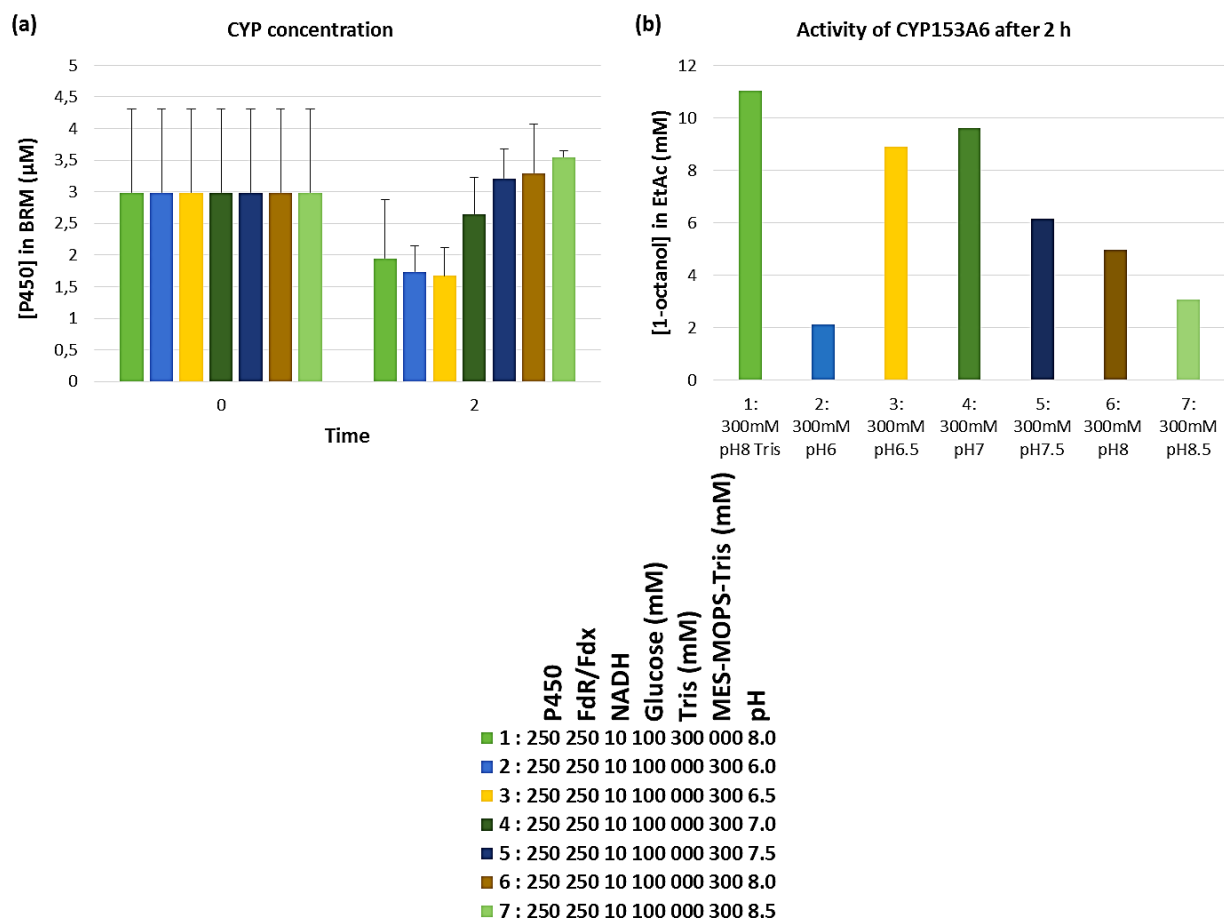 (a)
CYP concentration
[P450] in BRM (µM)
5
4,5
4
3,5
3
2,5
2
1,5
1
0,5
0
0
2
Time
(b)
Activity of CYP153A6 after 2 h
[1-octanol] in EtAc (mM)
12
10
8
6
4
2
0
1:
300mM
pH8 Tris
2:
300mM
pH6
3:
300mM
pH6.5
4:
300mM
pH7
5:
300mM
pH7.5
6:
300mM
pH8
7:
300mM
pH8.5
P450
FdR/Fdx
NADH
Glucose (mM)
Tris (mM)
MES-MOPS-Tris (mM)
pH
1 : 250 250 10 100 300 000 8.0
2 : 250 250 10 100 000 300 6.0
3 : 250 250 10 100 000 300 6.5
4 : 250 250 10 100 000 300 7.0
5 : 250 250 10 100 000 300 7.5
6 : 250 250 10 100 000 300 8.0
7 : 250 250 10 100 000 300 8.5